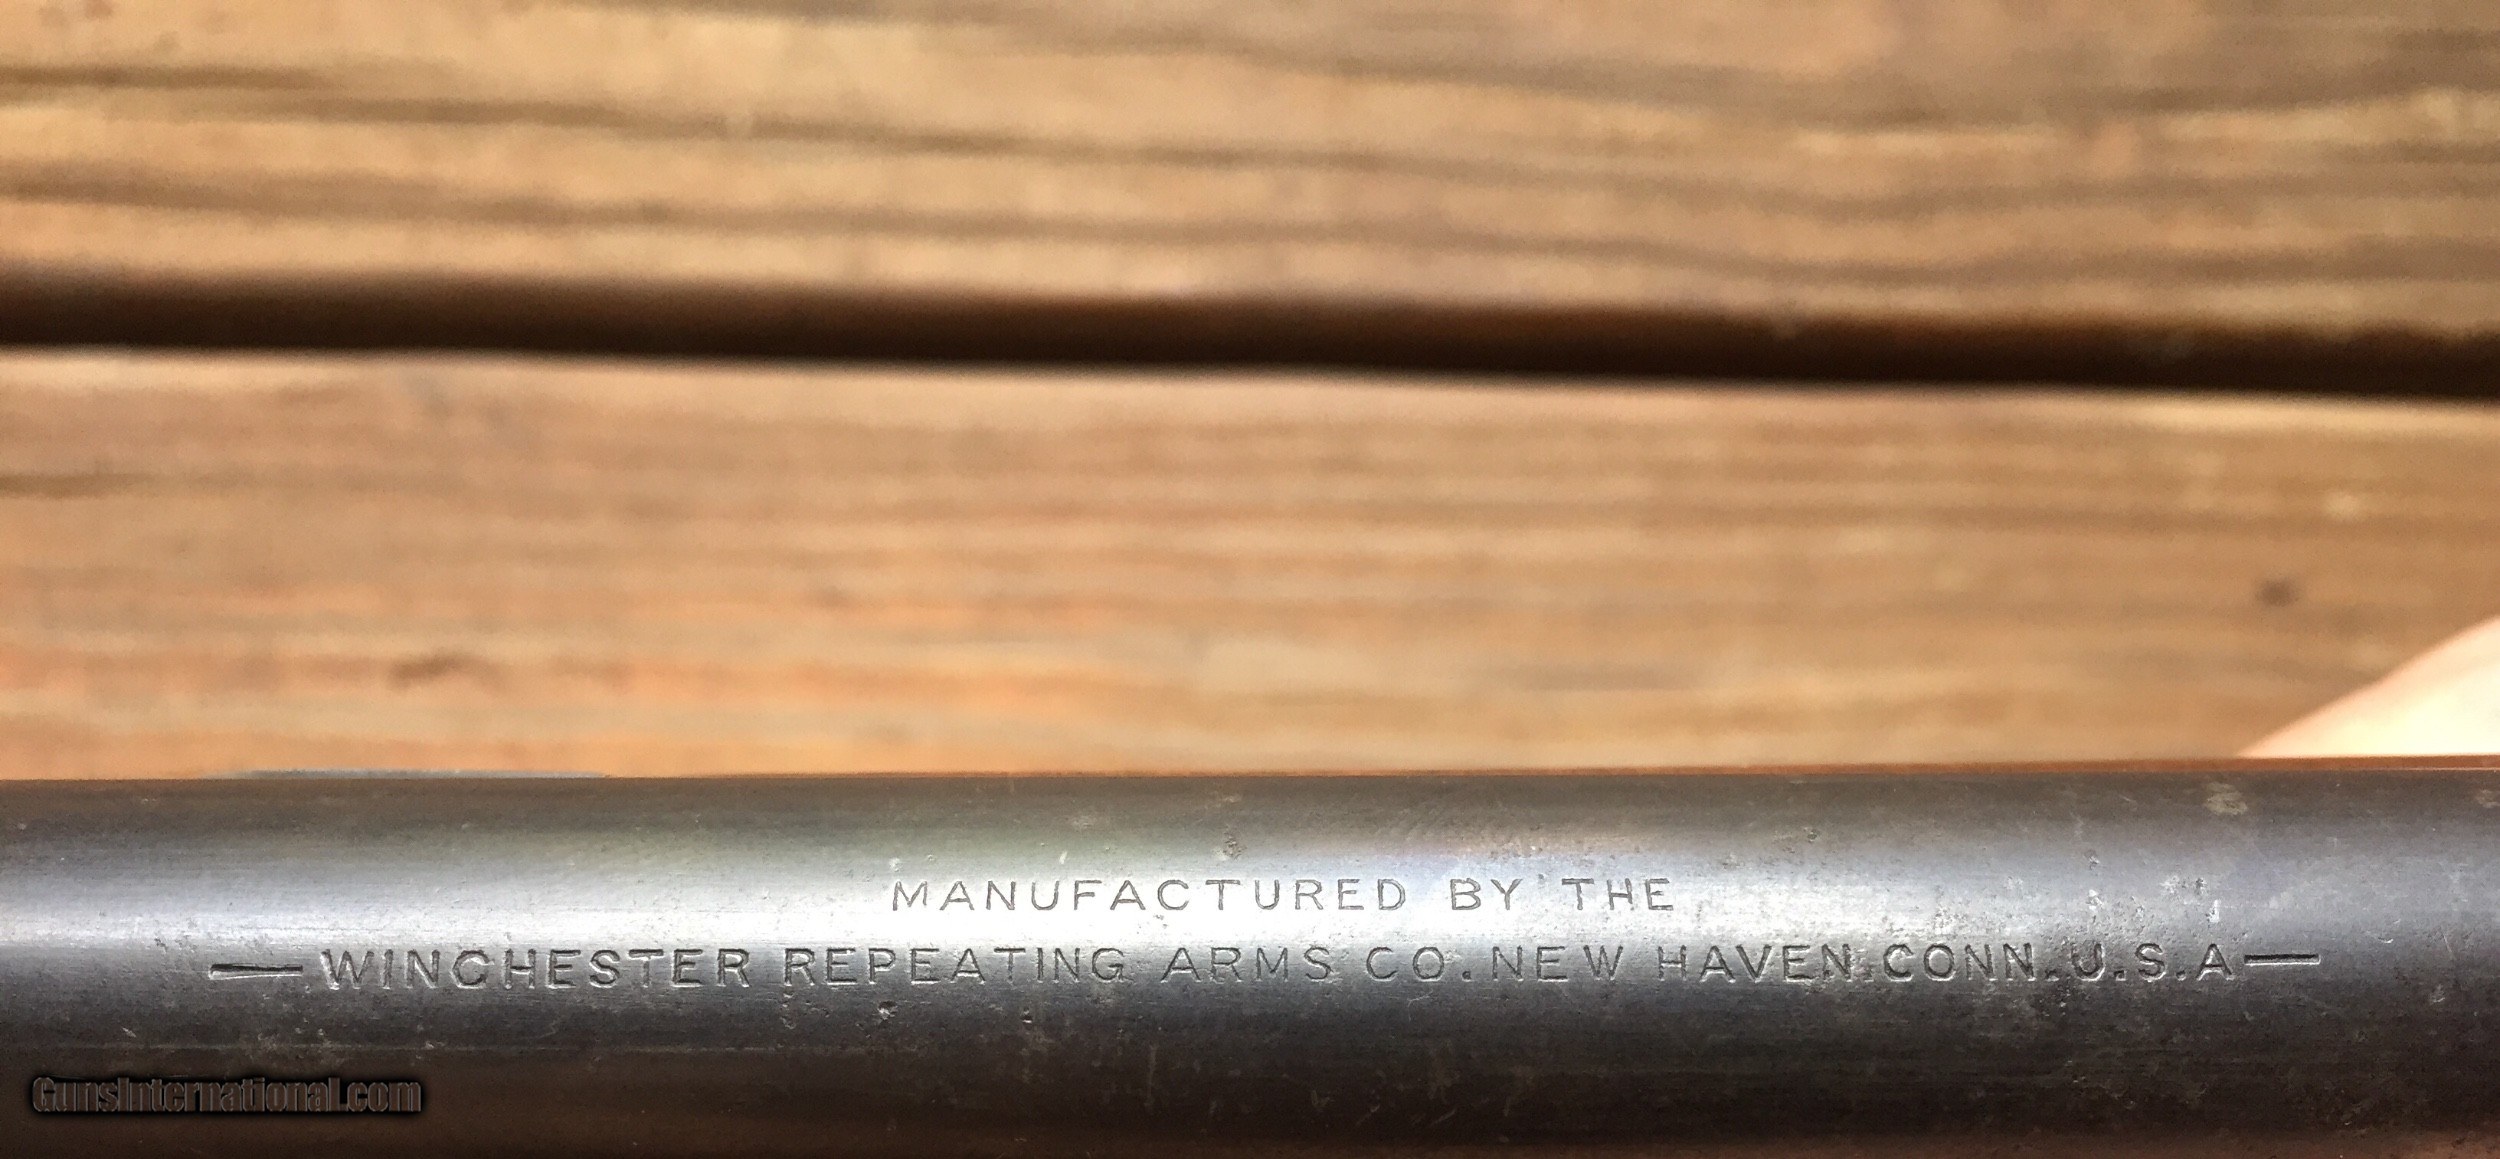 MANUFACTURED BY THE
—WINCHESTER REPEATING ARMS CO. NEW HAVEN. CONN. U.S.A—
GunsInternational.com